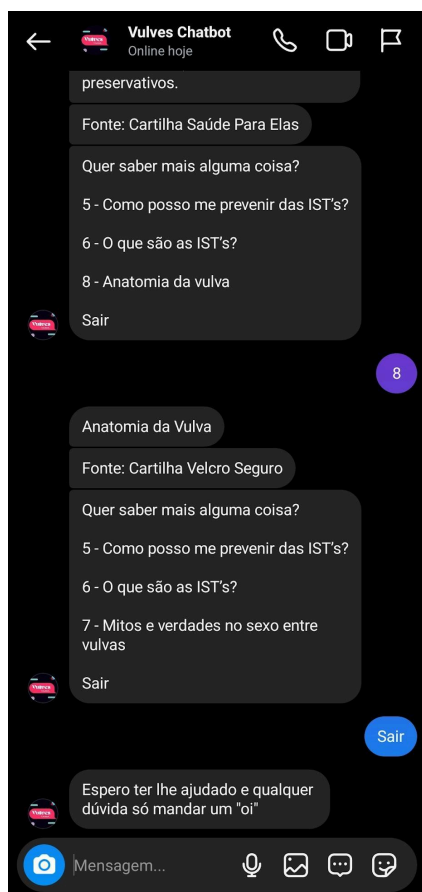 Vulves Chatbot
Online hoje
preservativos.
Fonte: Cartilha Saúde Para Elas
Quer saber mais alguma coisa?
5 - Como posso me prevenir das IST's?
6 - O que são as IST's?
8 - Anatomia da vulva
Sair
8
Anatomia da Vulva
Fonte: Cartilha Velcro Seguro
Quer saber mais alguma coisa?
5 - Como posso me prevenir das IST's?
6 - O que são as IST's?
7 - Mitos e verdades no sexo entre
vulvas
Sair
Sair
Espero ter lhe ajudado e qualquer
dúvida só mandar um "oi"
Mensagem...